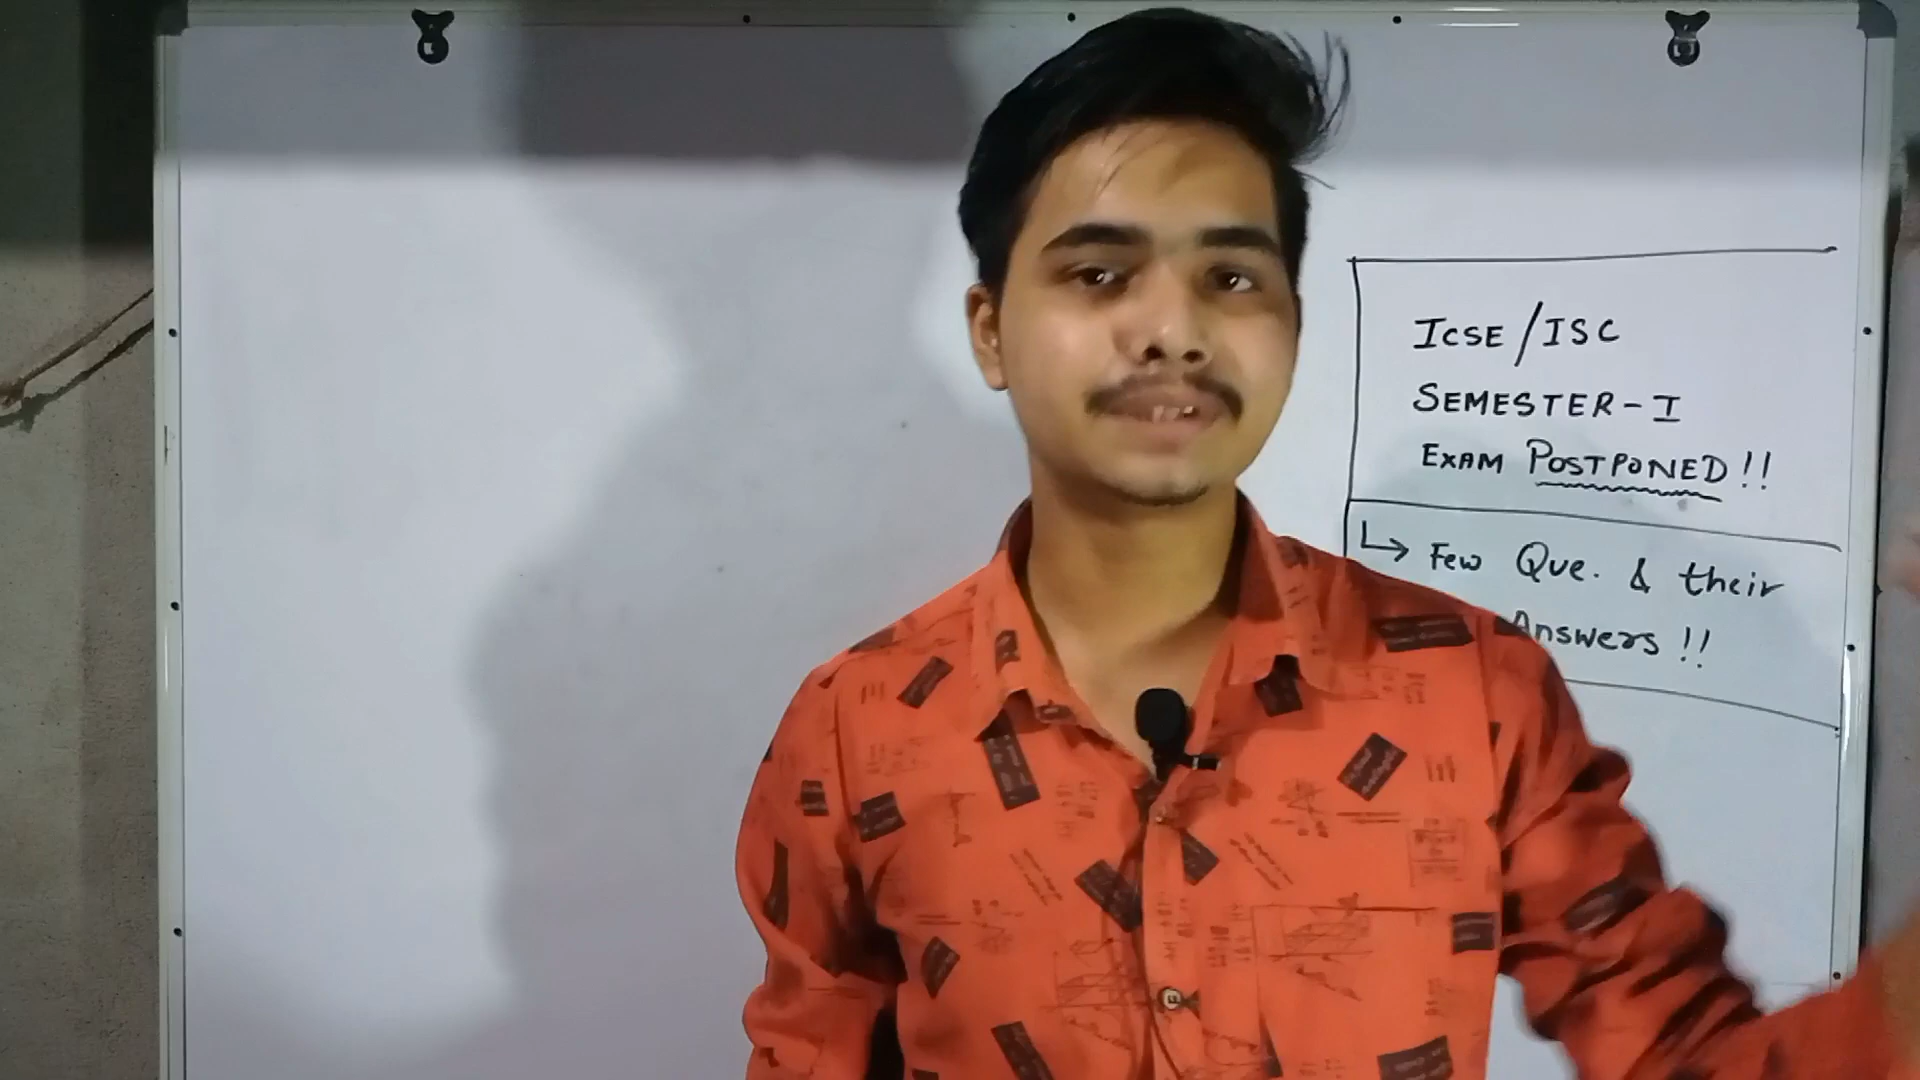 ICSE/ISC
SEMESTER-I
EXAM POSTPONED!!
↳ Few Que. & their
Answers!!